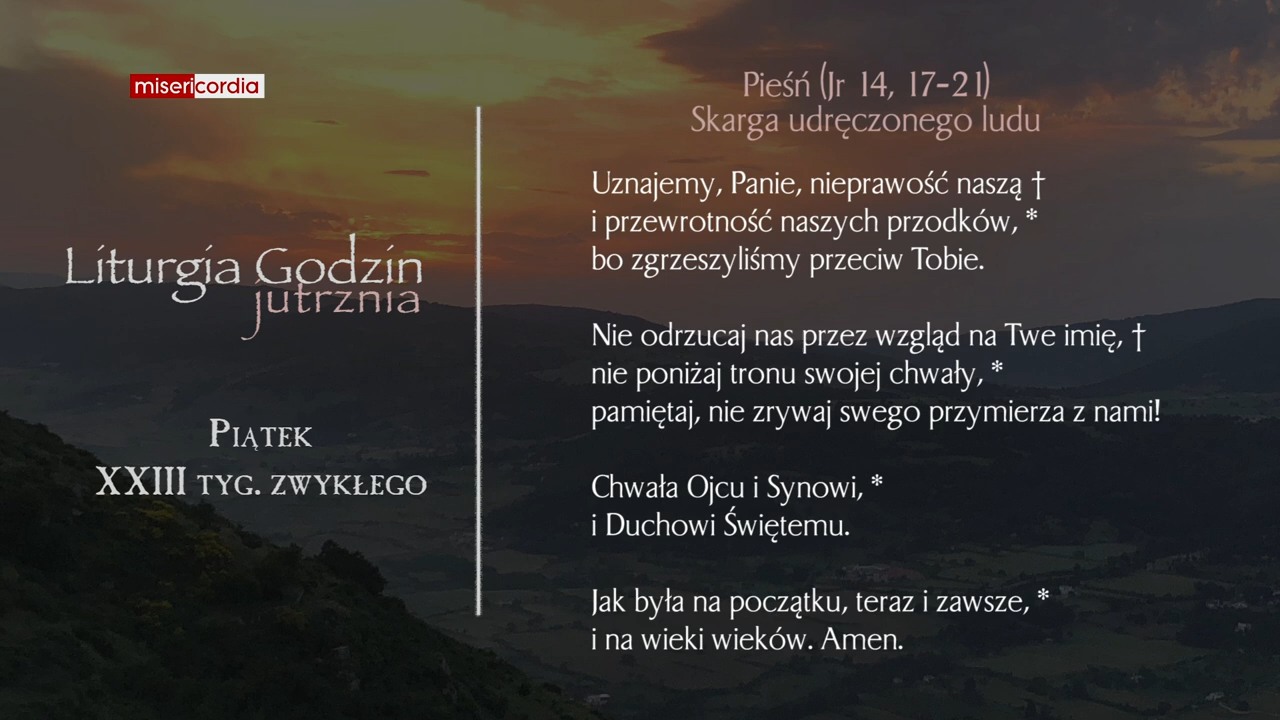 misericordia
Liturgia Godzin
jutrznia
Piątek
XXIII tyg. zwykłego
Pieśń (Jr 14, 17-21)
Skarga udręczonego ludu
Uznajemy, Panie, nieprawość naszą †
i przewrotność naszych przodków, *
bo zgrzeszyliśmy przeciw Tobie.
Nie odrzucaj nas przez wzgląd na Twe imię, †
nie poniżaj tronu swojej chwały, *
pamiętaj, nie zrywaj swego przymierza z nami!
Chwała Ojcu i Synowi, *
i Duchowi Świętemu.
Jak była na początku, teraz i zawsze, *
i na wieki wieków. Amen.